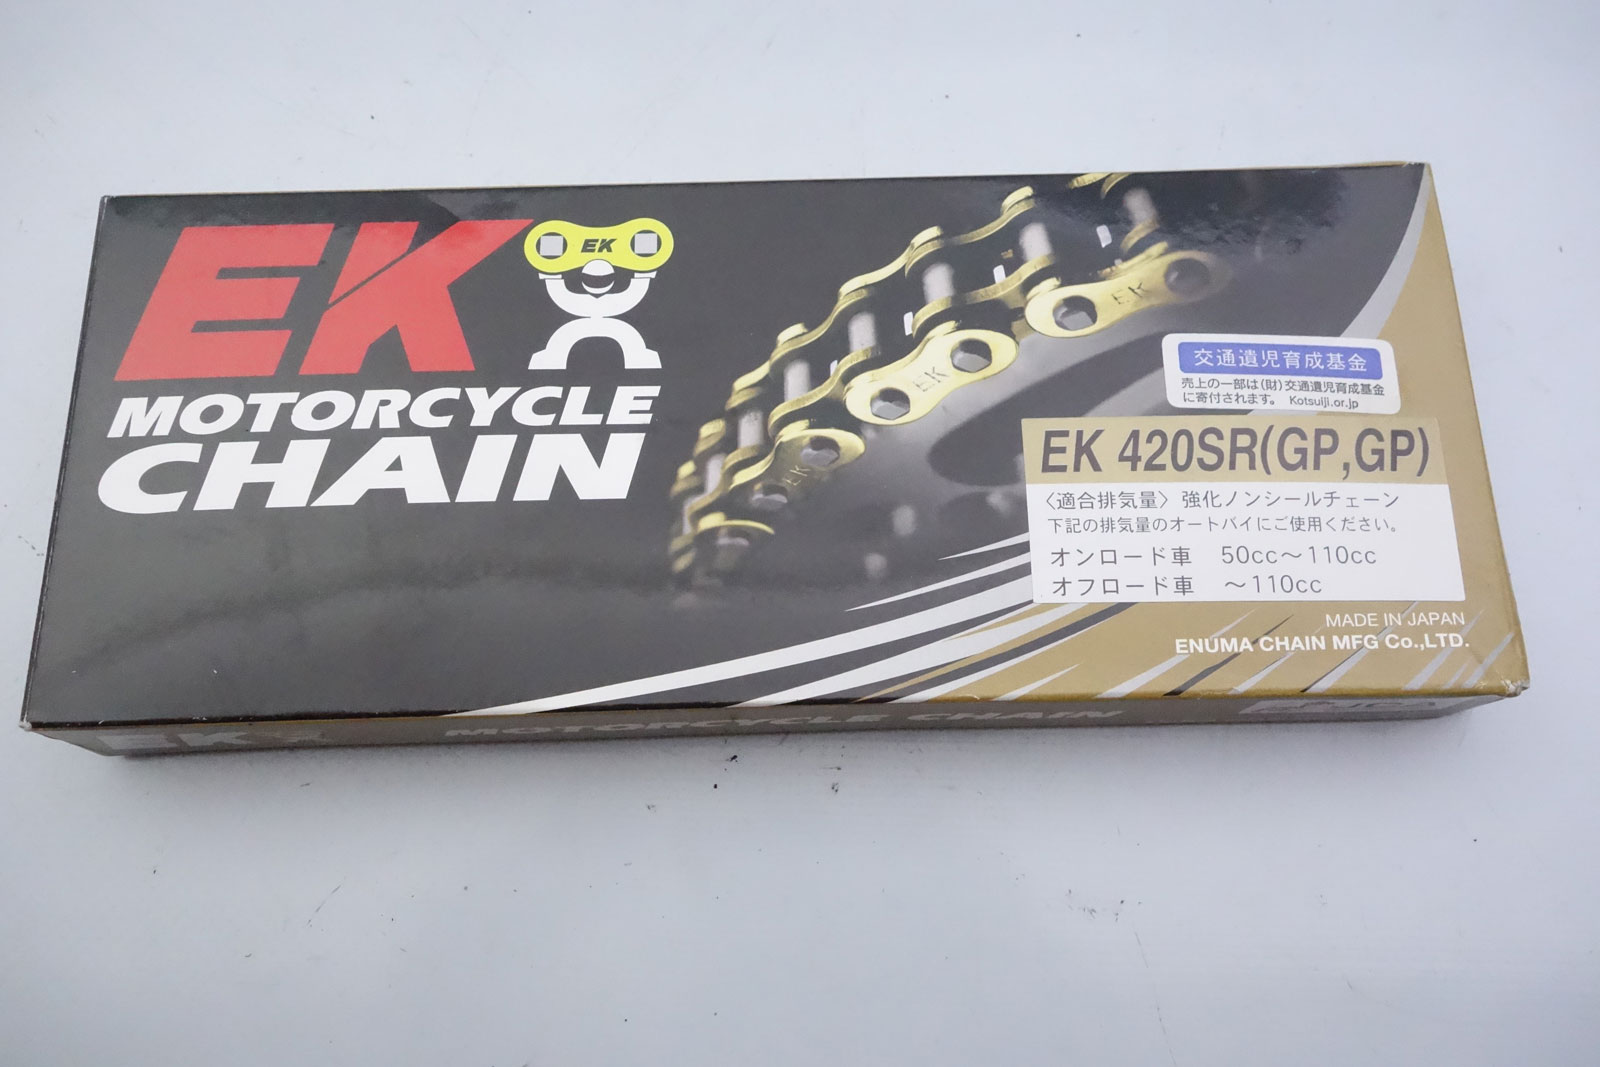 EK
EK
MOTORCYCLE
CHAIN
EK
EK
EK
交通遺児育成基金
売上の一部は(財)交通遺児育成基金
に寄付されます。 Kotsuiji.or.jp
EK 420SR(GP,GP)
〈適合排気量〉強化ノンシールチェーン
下記の排気量のオートバイにご使用ください。
オンロード車 50cc〜110cc
オフロード車 〜110cc
MADE IN JAPAN
ENUMA CHAIN MFG Co.,LTD.
EK
MOTORCYCLE CHAIN